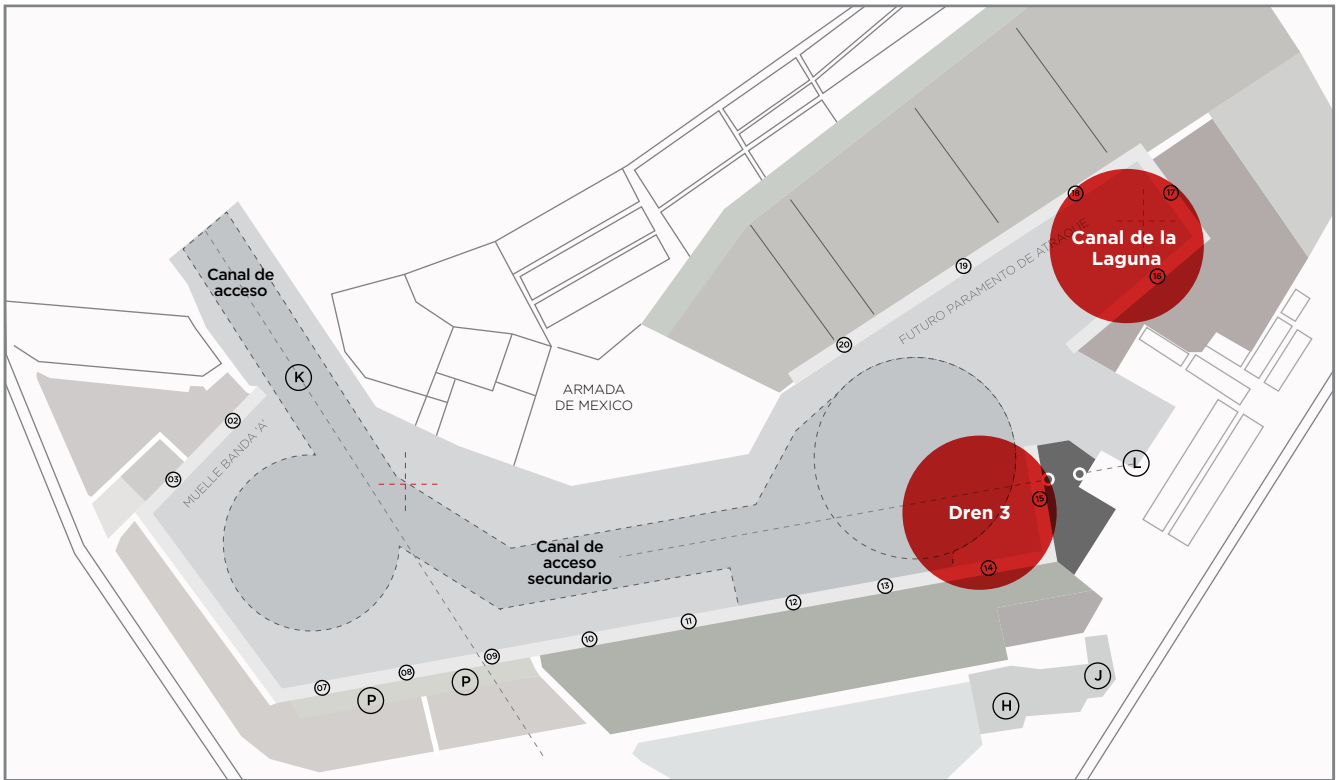 18
17
Canal de la
Laguna
16
19
FUTURO PARAMENTO DE ATRAQUE
20
Canal de
acceso
K
ARMADA
DE MEXICO
02
MUELLE BANDA 'A'
03
L
15
Dren 3
Canal de
acceso
secundario
14
13
12
11
10
09
08
07
P
P
J
H